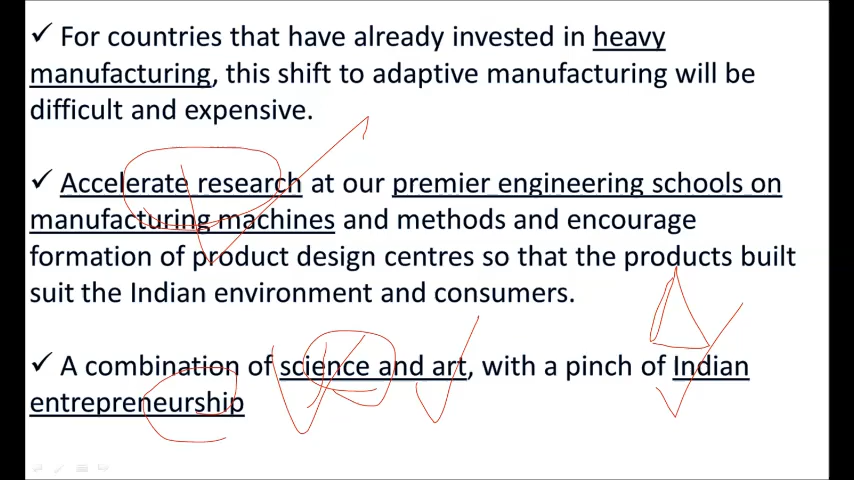 ✓ For countries that have already invested in heavy
manufacturing, this shift to adaptive manufacturing will be
difficult and expensive.
✓ Accelerate research at our premier engineering schools on
manufacturing machines and methods and encourage
formation of product design centres so that the products built
suit the Indian environment and consumers.
✓ A combination of science and art, with a pinch of Indian
entrepreneurship